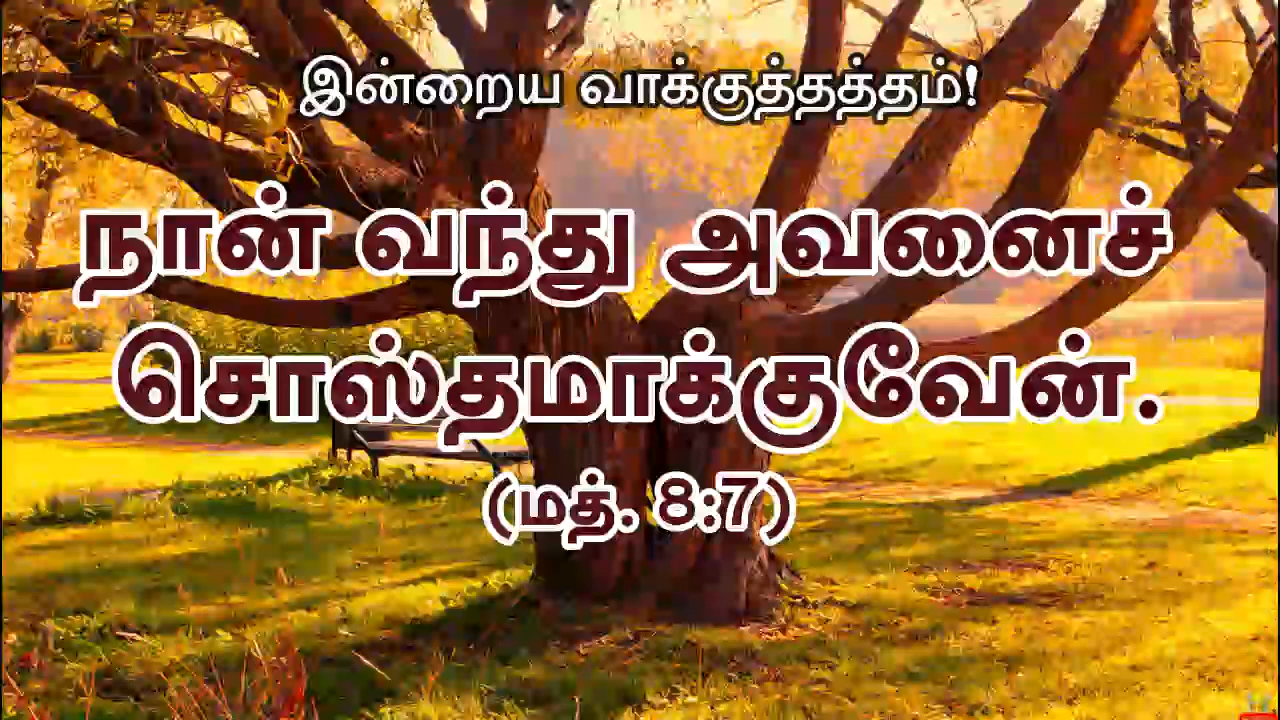 இன்றைய வாக்குத்தத்தம்!
நான் வந்து அவனைச்
சொஸ்தமாக்குவேன்.
(மத். 8:7)